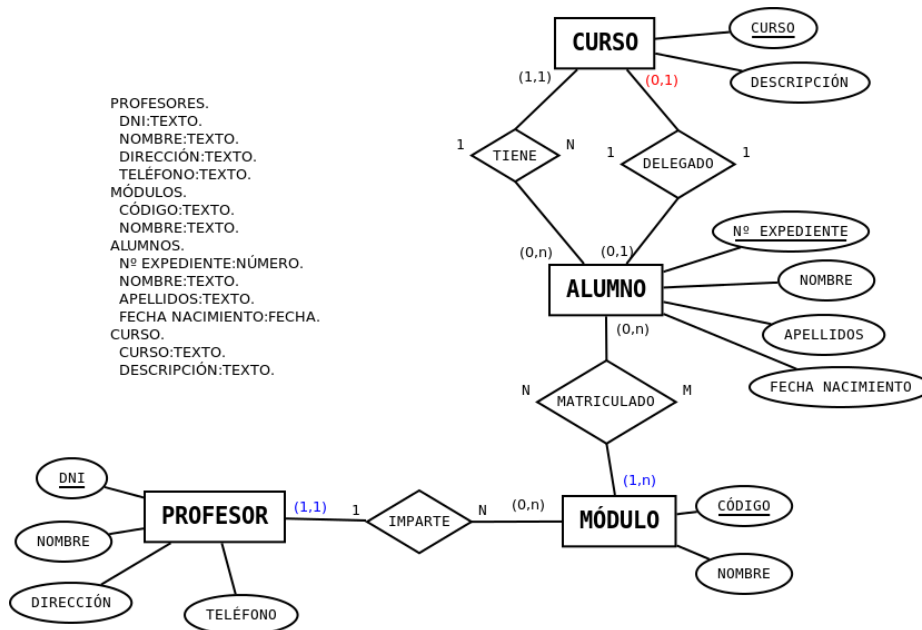 CURSO
CURSO
DESCRIPCIÓN
(1,1)
(0,1)
PROFESORES.
DNI:TEXTO.
NOMBRE:TEXTO.
DIRECCIÓN:TEXTO.
TELÉFONO:TEXTO.
MÓDULOS.
CÓDIGO:TEXTO.
NOMBRE:TEXTO.
ALUMNOS.
Nº EXPEDIENTE:NÚMERO.
NOMBRE:TEXTO.
APELLIDOS:TEXTO.
FECHA NACIMIENTO:FECHA.
CURSO.
CURSO:TEXTO.
DESCRIPCIÓN:TEXTO.
1 TIENE N
1 DELEGADO 1
(0,n)
(0,1)
Nº EXPEDIENTE
ALUMNO
NOMBRE
APELLIDOS
FECHA NACIMIENTO
(0,n)
N MATRICULADO M
(1,n)
DNI
PROFESOR
NOMBRE
DIRECCIÓN
TELÉFONO
(1,1)
1 IMPARTE N
(0,n)
MÓDULO
CÓDIGO
NOMBRE